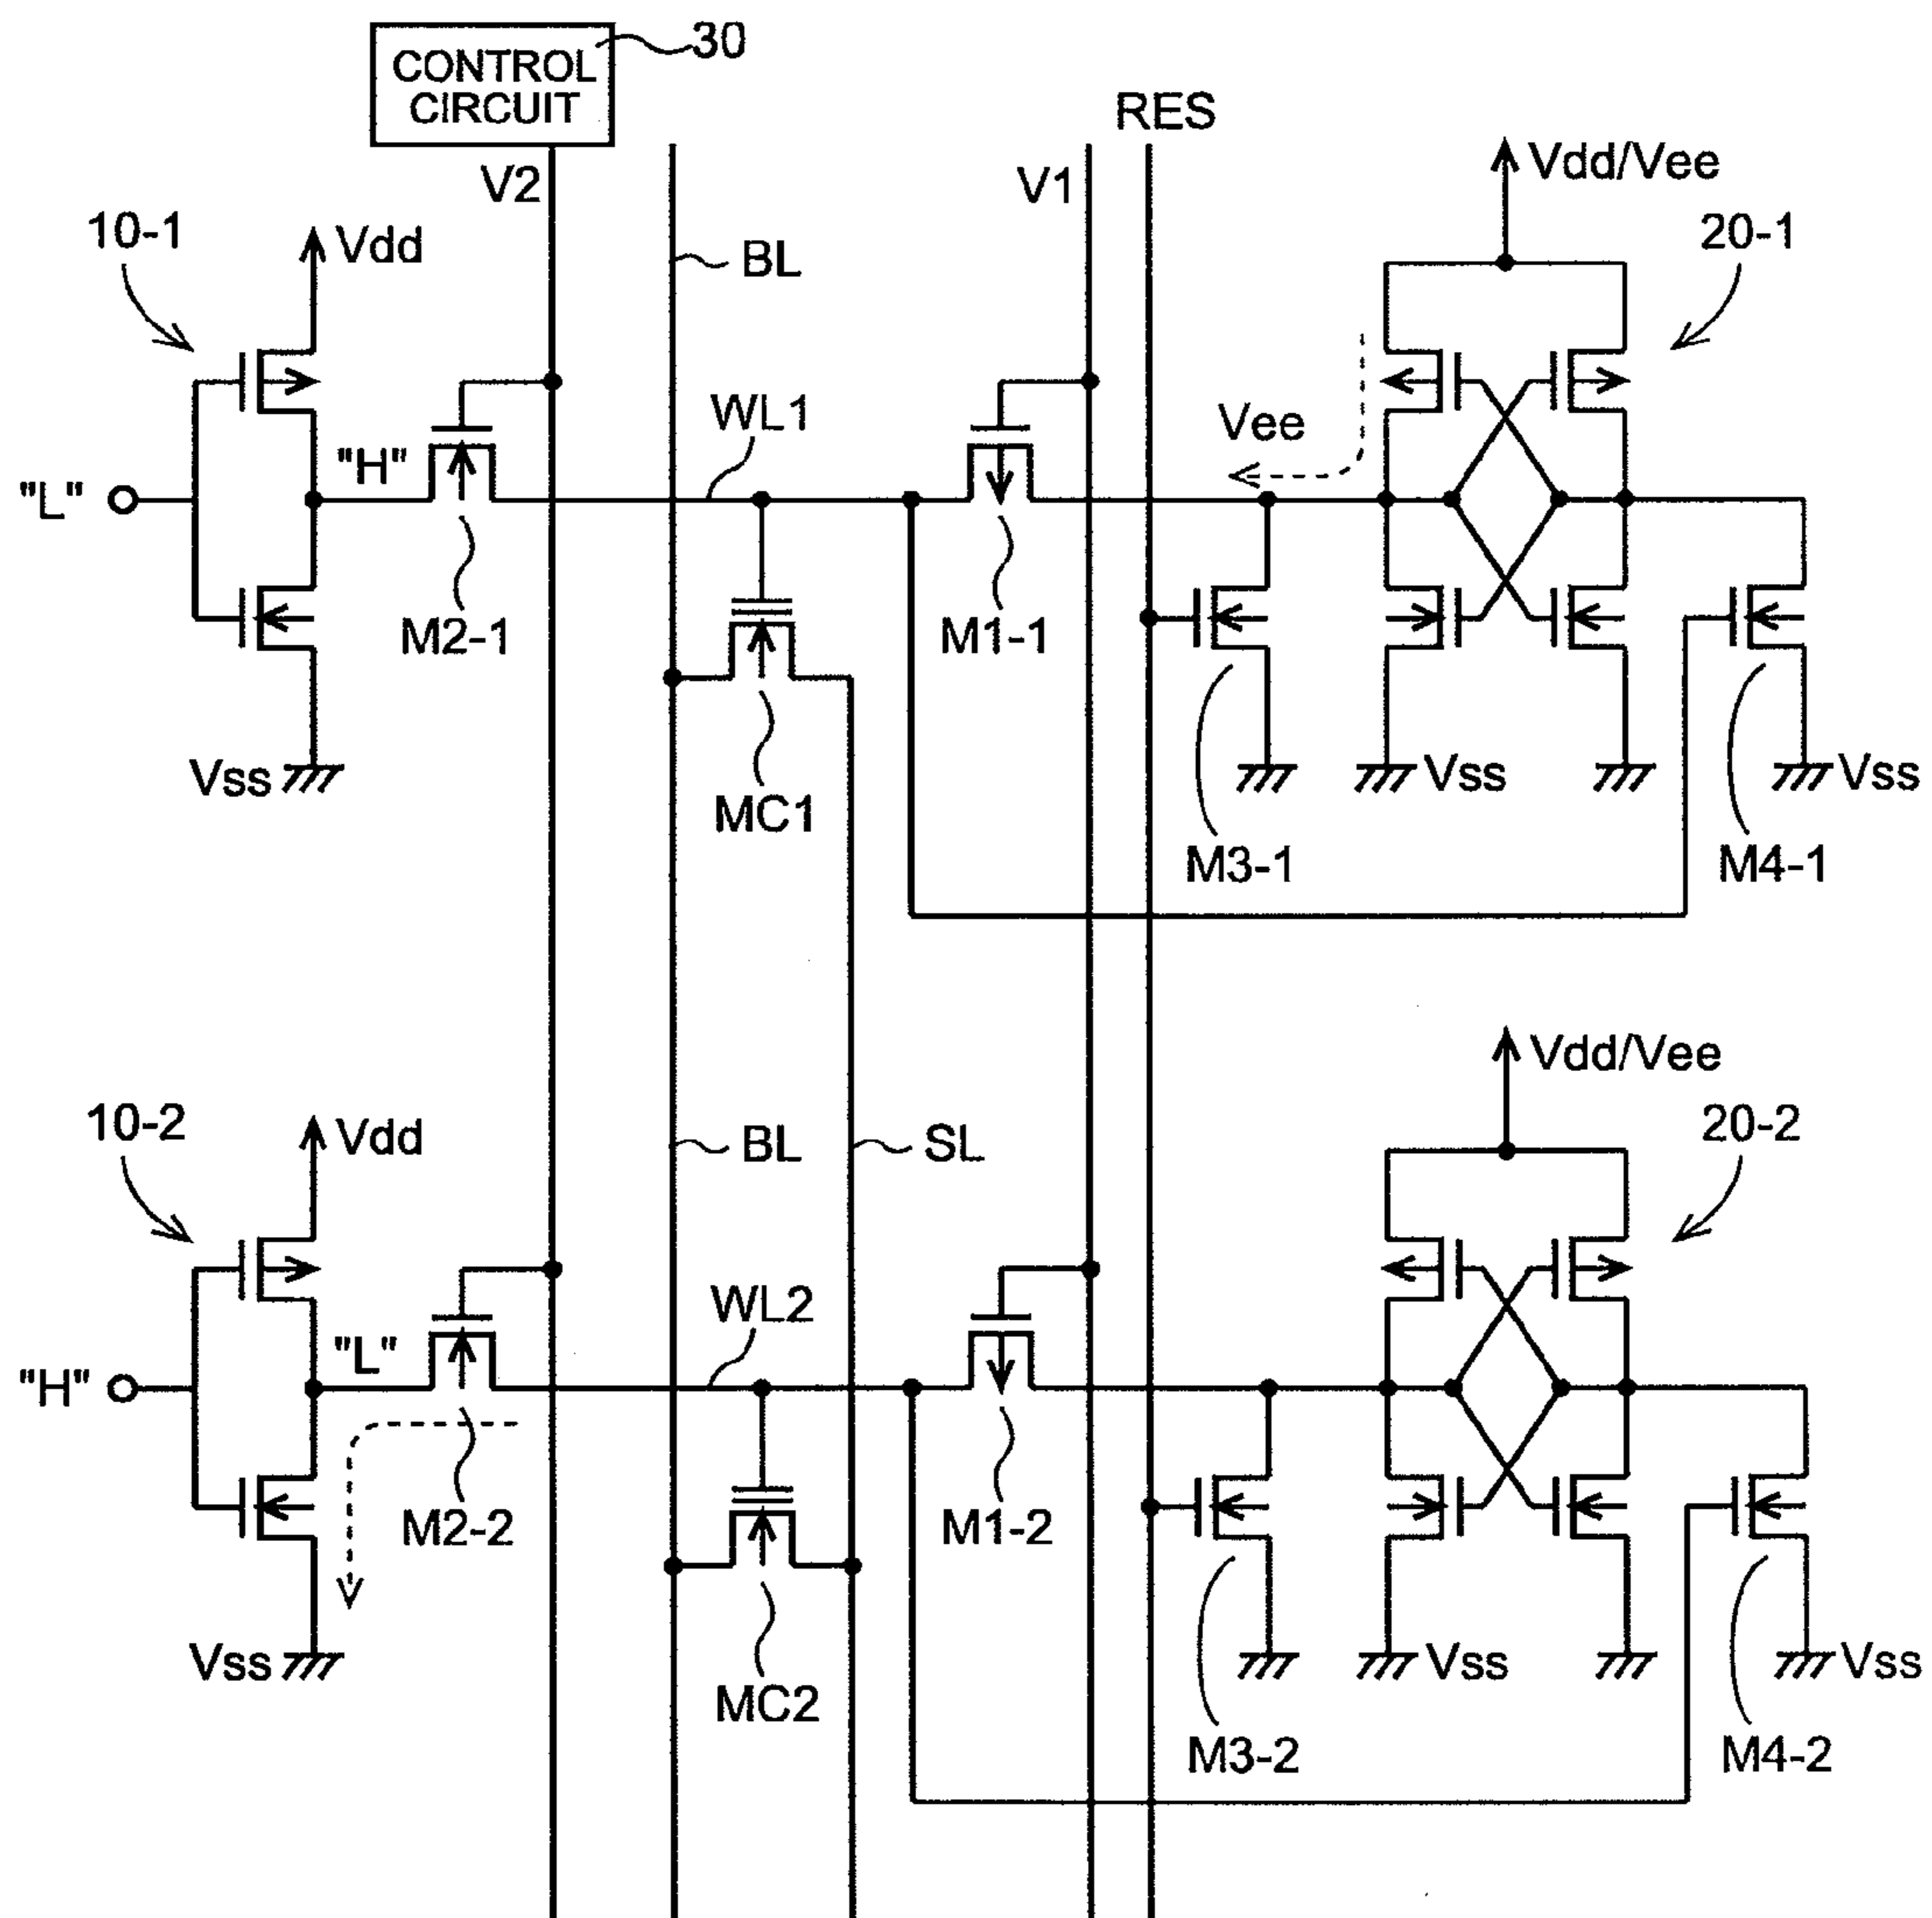 CONTROL
CIRCUIT
30
RES
V2
V1
Vdd/Vee
10-1
Vdd
BL
20-1
WL1
Vee
"H"
"L"
M2-1
M1-1
Vss
MC1
Vss
Vss
M3-1
M4-1
Vdd/Vee
10-2
Vdd
BL
SL
20-2
WL2
"L"
"H"
M2-2
M1-2
Vss
MC2
Vss
Vss
M3-2
M4-2